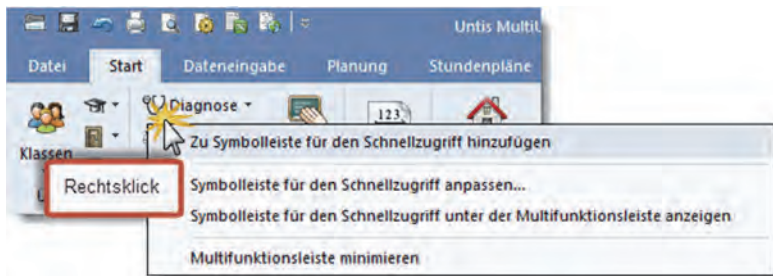 Untis Multi
Datei Start Dateneingabe Planung Stundenpläne
Diagnose
123
Klassen
Zu Symbolleiste für den Schnellzugriff hinzufügen
Rechtsklick
Symbolleiste für den Schnellzugriff anpassen...
Symbolleiste für den Schnellzugriff unter der Multifunktionsleiste anzeigen
Multifunktionsleiste minimieren